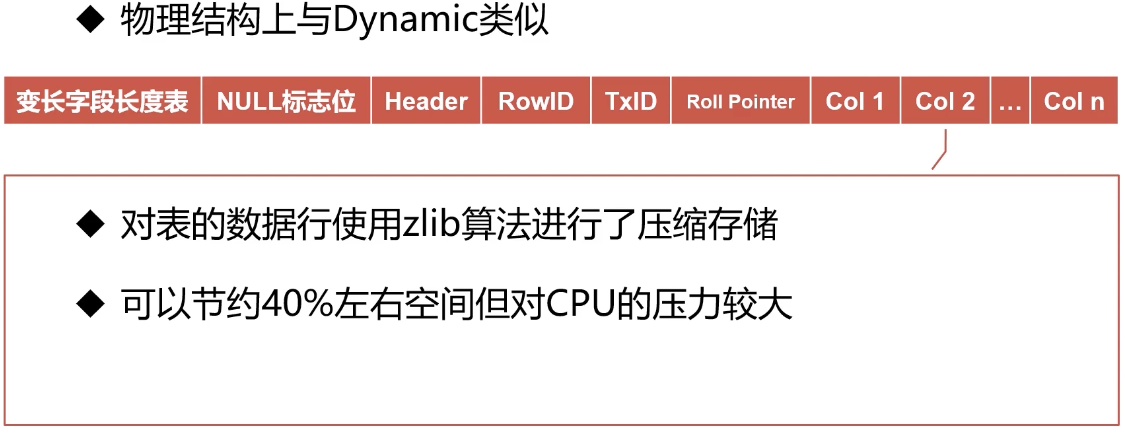 ◆ 物理结构上与Dynamic类似
变长字段长度表 NULL标志位 Header RowID TxID Roll Pointer Col 1 Col 2 ... Col n
◆ 对表的数据行使用zlib算法进行了压缩存储
◆ 可以节约40%左右空间但对CPU的压力较大